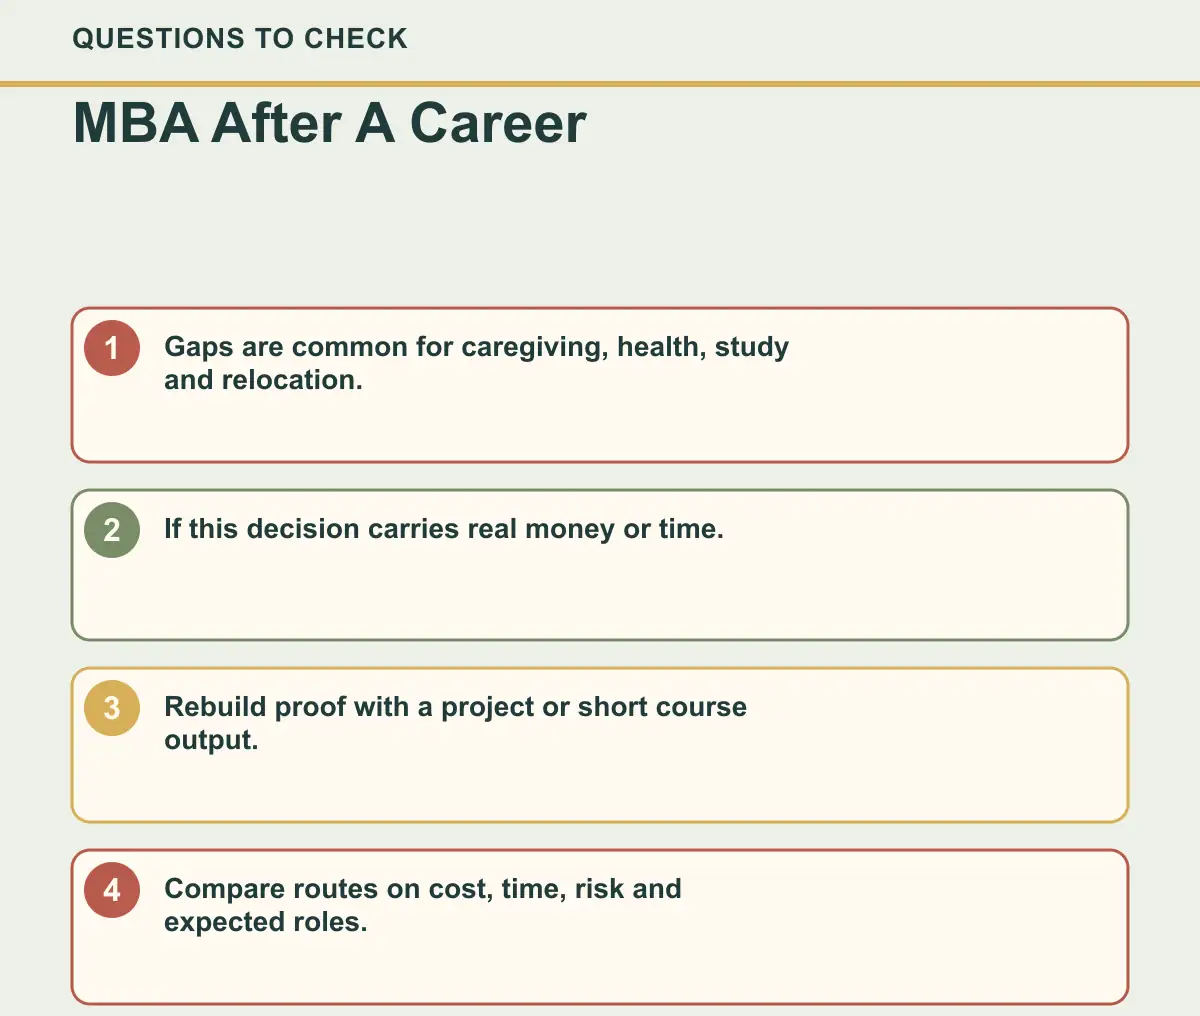 QUESTIONS TO CHECK
MBA After A Career
1
Gaps are common for caregiving, health, study
and relocation.
2
If this decision carries real money or time.
3
Rebuild proof with a project or short course
output.
4
Compare routes on cost, time, risk and
expected roles.